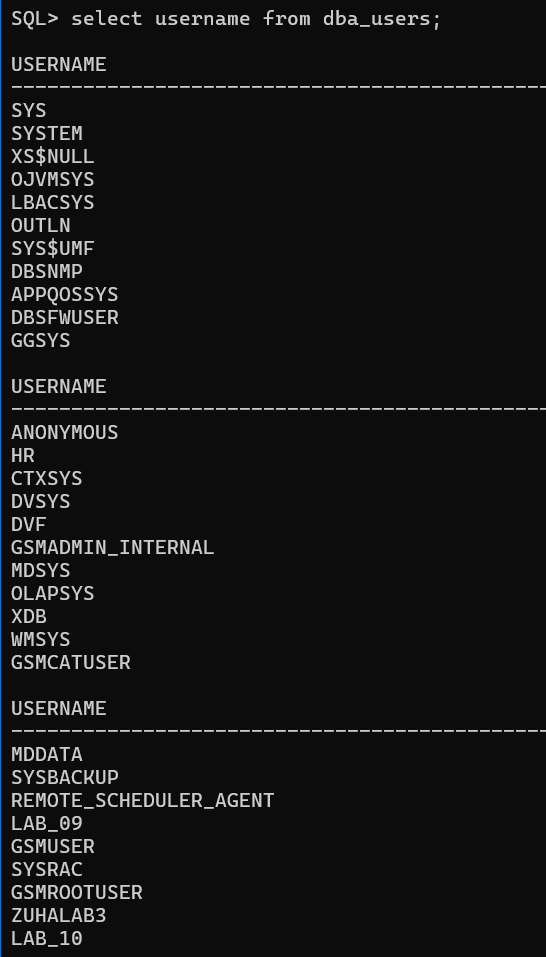 SQL> select username from dba_users;
USERNAME
--------------------------------------------
SYS
SYSTEM
XS$NULL
OJVMSYS
LBACSYS
OUTLN
SYS$UMF
DBSNMP
APPQOSSYS
DBSFWUSER
GGSYS
USERNAME
--------------------------------------------
ANONYMOUS
HR
CTXSYS
DVSYS
DVF
GSMADMIN_INTERNAL
MDSYS
OLAPSYS
XDB
WMSYS
GSMCATUSER
USERNAME
--------------------------------------------
MDDATA
SYSBACKUP
REMOTE_SCHEDULER_AGENT
LAB_09
GSMUSER
SYSRAC
GSMROOTUSER
ZUHALAB3
LAB_10